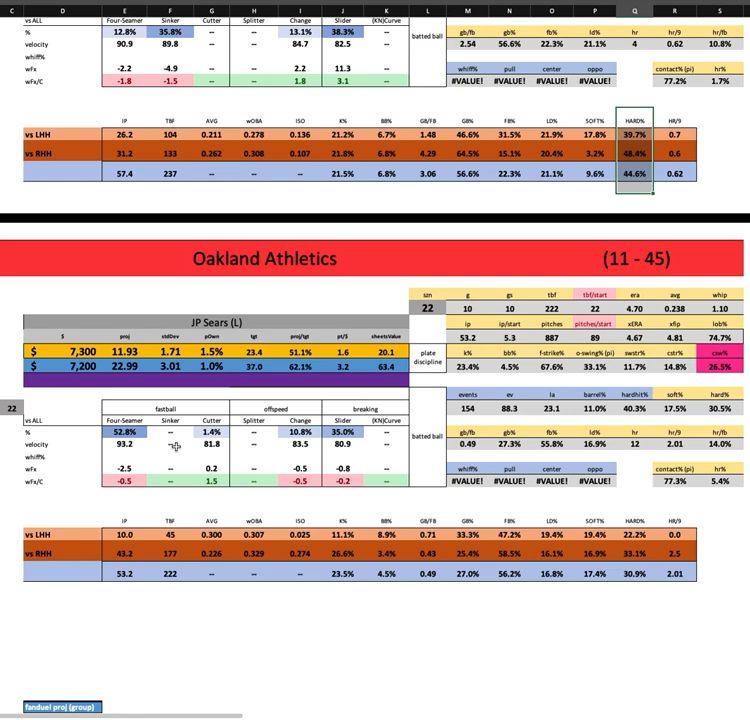 C D E F G H I J K L M N O P Q R S
vs ALL Four-Seamer Sinker Cutter Splitter Change Slider (KN)Curve batted ball gb/fb gb% fb% ld% hr hr/9 hr/fb
% 12.8% 35.8% -- -- 13.1% 38.3% -- 2.54 56.6% 22.3% 21.1% 4 0.62 10.8%
velocity 90.9 89.8 -- -- 84.7 82.5 --
whiff% whiff% pull center oppo contact% (pi) hr%
wFx -2.2 -4.9 2.2 11.3 #VALUE! #VALUE! #VALUE! #VALUE! 77.2% 1.7%
wFx/C -1.8 -1.5 -- -- 1.8 3.1 --
IP TBF AVG wOBA ISO K% BB% GB/FB GB% FB% LD% SOFT% HARD% HR/9
vs LHH 26.2 104 0.211 0.278 0.136 21.2% 6.7% 1.48 46.6% 31.5% 21.9% 17.8% 39.7% 0.7
vs RHH 31.2 133 0.262 0.308 0.107 21.8% 6.8% 4.29 64.5% 15.1% 20.4% 3.2% 48.4% 0.6
57.4 237 -- -- -- 21.5% 6.8% 3.06 56.6% 22.3% 21.1% 9.6% 44.6% 0.62
Oakland Athletics (11 - 45)
szn g gs tbf tbf/start era avg whip
22 10 10 222 22 4.70 0.238 1.10
JP Sears (L) ip ip/start pitches pitches/start xERA xfip lob%
$ proj stdDev pOwn tgt proj/tgt pt/$ sheetsValue 53.2 5.3 887 89 4.67 4.81 74.7%
$ 7,300 11.93 1.71 1.5% 23.4 51.1% 1.6 20.1 plate discipline k% bb% f-strike% o-swing% (pi) swstr% cstr% csw%
$ 7,200 22.99 3.01 1.0% 37.0 62.1% 3.2 63.4 23.4% 4.5% 67.6% 33.1% 11.7% 14.8% 26.5%
events ev la barrel% hardhit% soft% hard%
22 fastball offspeed breaking 154 88.3 23.1 11.0% 40.3% 17.5% 30.5%
vs ALL Four-Seamer Sinker Cutter Splitter Change Slider (KN)Curve
% 52.8% -- 1.4% -- 10.8% 35.0% -- batted ball gb/fb gb% fb% ld% hr hr/9 hr/fb
velocity 93.2 -- 81.8 -- 83.5 80.9 -- 0.49 27.3% 55.8% 16.9% 12 2.01 14.0%
whiff%
wFx -2.5 0.2 -0.5 -0.8 whiff% pull center oppo contact% (pi) hr%
wFx/C -0.5 -- 1.5 -- -0.5 -0.2 -- #VALUE! #VALUE! #VALUE! #VALUE! 77.3% 5.4%
IP TBF AVG wOBA ISO K% BB% GB/FB GB% FB% LD% SOFT% HARD% HR/9
vs LHH 10.0 45 0.300 0.307 0.025 11.1% 8.9% 0.71 33.3% 47.2% 19.4% 19.4% 22.2% 0.0
vs RHH 43.2 177 0.226 0.329 0.274 26.6% 3.4% 0.43 25.4% 58.5% 16.1% 16.9% 33.1% 2.5
53.2 222 -- -- -- 23.5% 4.5% 0.49 27.0% 56.2% 16.8% 17.4% 30.9% 2.01
fanduel proj (group)